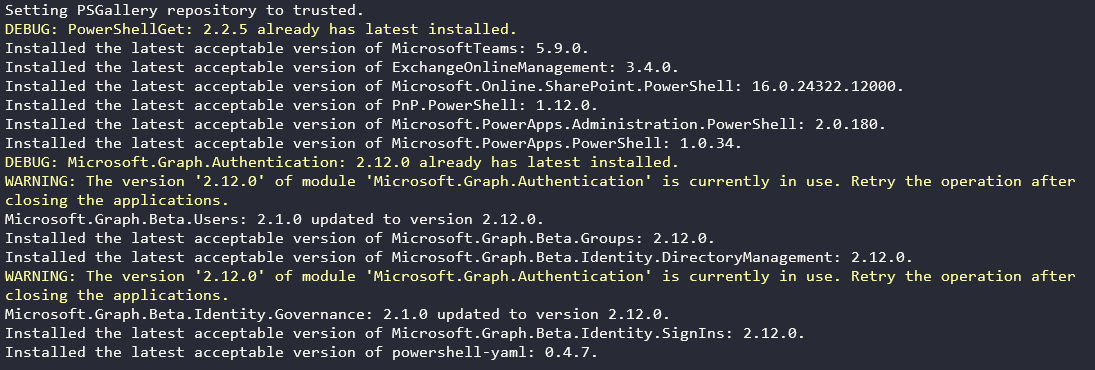 Setting PSGallery repository to trusted.
DEBUG: PowerShellGet: 2.2.5 already has latest installed.
Installed the latest acceptable version of MicrosoftTeams: 5.9.0.
Installed the latest acceptable version of ExchangeOnlineManagement: 3.4.0.
Installed the latest acceptable version of Microsoft.Online.SharePoint.PowerShell: 16.0.24322.12000.
Installed the latest acceptable version of PnP.PowerShell: 1.12.0.
Installed the latest acceptable version of Microsoft.PowerApps.Administration.PowerShell: 2.0.180.
Installed the latest acceptable version of Microsoft.PowerApps.PowerShell: 1.0.34.
DEBUG: Microsoft.Graph.Authentication: 2.12.0 already has latest installed.
WARNING: The version '2.12.0' of module 'Microsoft.Graph.Authentication' is currently in use. Retry the operation after
closing the applications.
Microsoft.Graph.Beta.Users: 2.1.0 updated to version 2.12.0.
Installed the latest acceptable version of Microsoft.Graph.Beta.Groups: 2.12.0.
Installed the latest acceptable version of Microsoft.Graph.Beta.Identity.DirectoryManagement: 2.12.0.
WARNING: The version '2.12.0' of module 'Microsoft.Graph.Authentication' is currently in use. Retry the operation after
closing the applications.
Microsoft.Graph.Beta.Identity.Governance: 2.1.0 updated to version 2.12.0.
Installed the latest acceptable version of Microsoft.Graph.Beta.Identity.SignIns: 2.12.0.
Installed the latest acceptable version of powershell-yaml: 0.4.7.